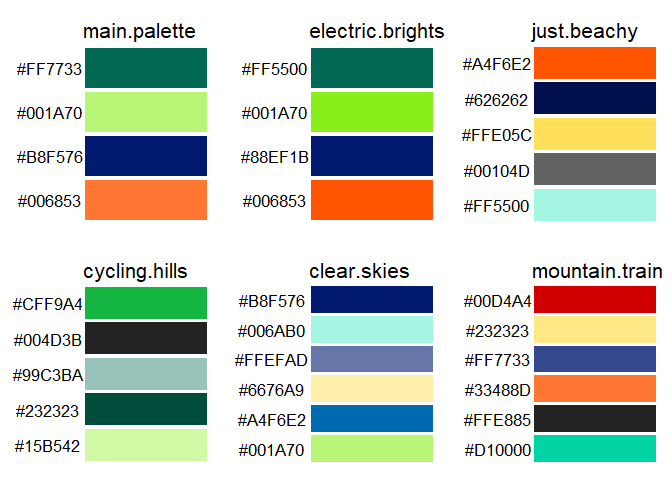 main.palette
#FF7733
#001A70
#B8F576
#006853
electric.brights
#FF5500
#001A70
#88EF1B
#006853
just.beachy
#A4F6E2
#626262
#FFE05C
#00104D
#FF5500
cycling.hills
#CFF9A4
#004D3B
#99C3BA
#232323
#15B542
clear.skies
#B8F576
#006AB0
#FFEFAD
#6676A9
#A4F6E2
#001A70
mountain.train
#00D4A4
#232323
#FF7733
#33488D
#FFE885
#D10000